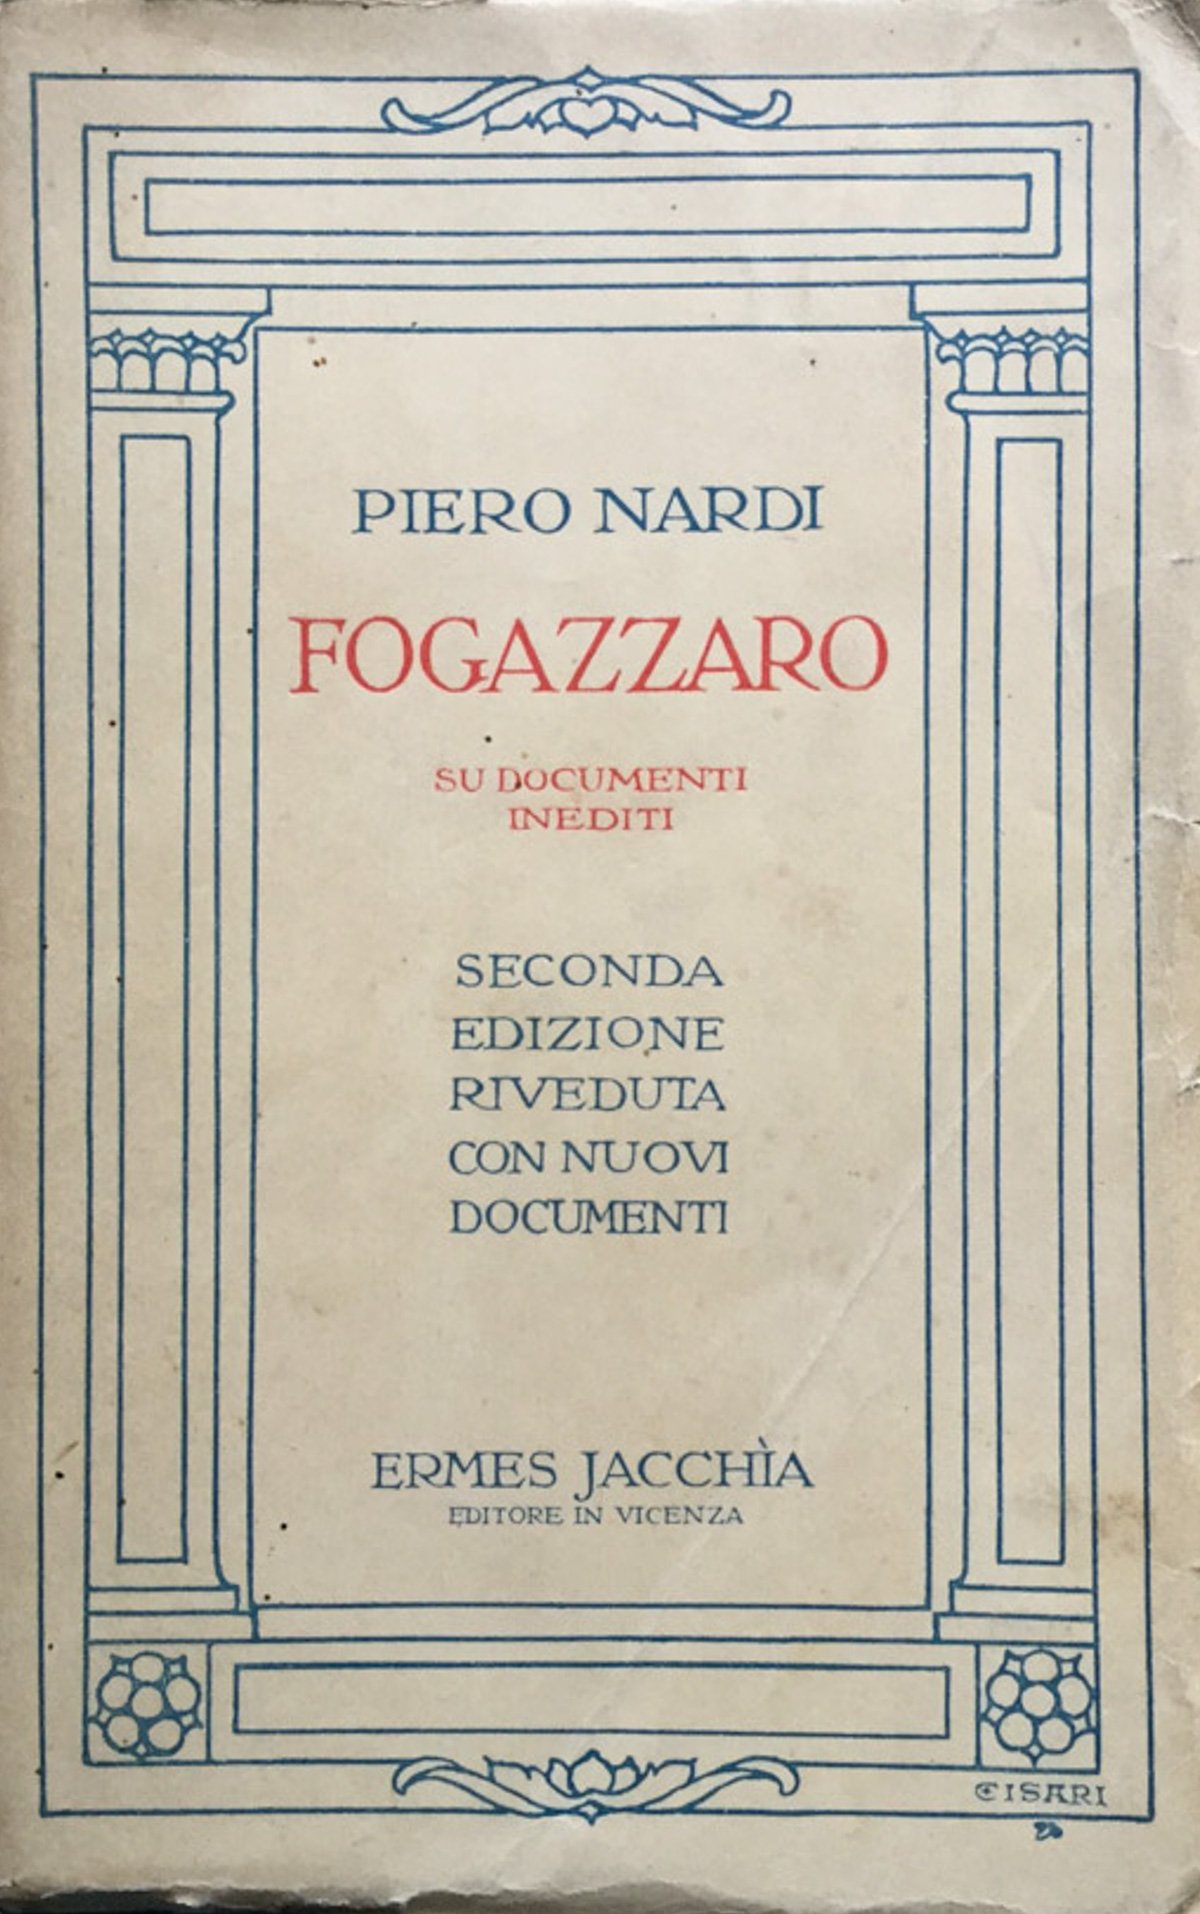 PIERO NARDI
FOGAZZARO
SU DOCUMENTI
INEDITI
SECONDA
EDIZIONE
RIVEDUTA
CON NUOVI
DOCUMENTI
ERMES JACCHÌA
EDITORE IN VICENZA
CISARI